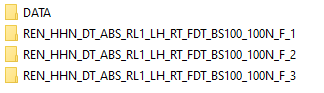 DATA
REN_HHN_DT_ABS_RL1_LH_RT_FDT_BS100_100N_F_1
REN_HHN_DT_ABS_RL1_LH_RT_FDT_BS100_100N_F_2
REN_HHN_DT_ABS_RL1_LH_RT_FDT_BS100_100N_F_3